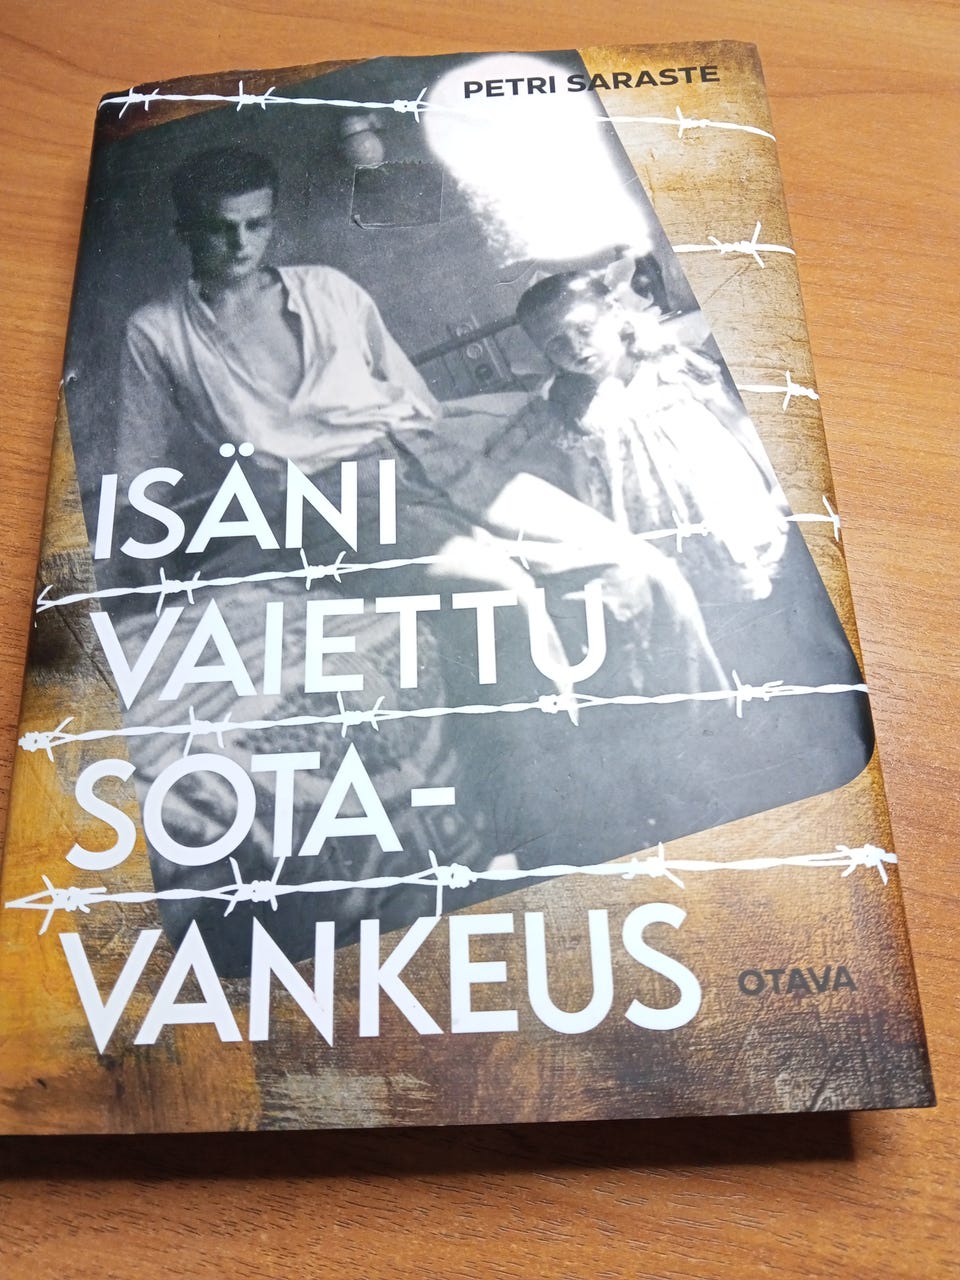 PETRI SARASTE
ISÄNI
VAIETTU
SOTA-
VANKEUS
OTAVA